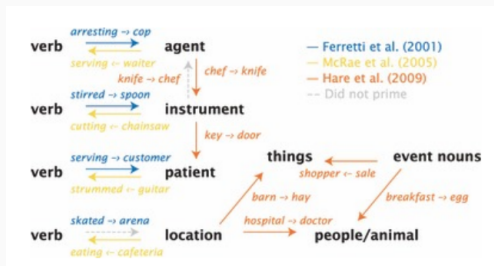 arresting → cop
verb agent
serving ← waiter
knife → chef chef → knife
stirred → spoon
verb instrument
cutting ← chainsaw
key → door
serving → customer
verb patient
strummed ← guitar
things event nouns
shopper ← sale
barn → hay breakfast → egg
skated → arena
hospital → doctor
verb location people/animal
eating ← cafeteria
— Ferretti et al. (2001)
— McRae et al. (2005)
— Hare et al. (2009)
-- Did not prime